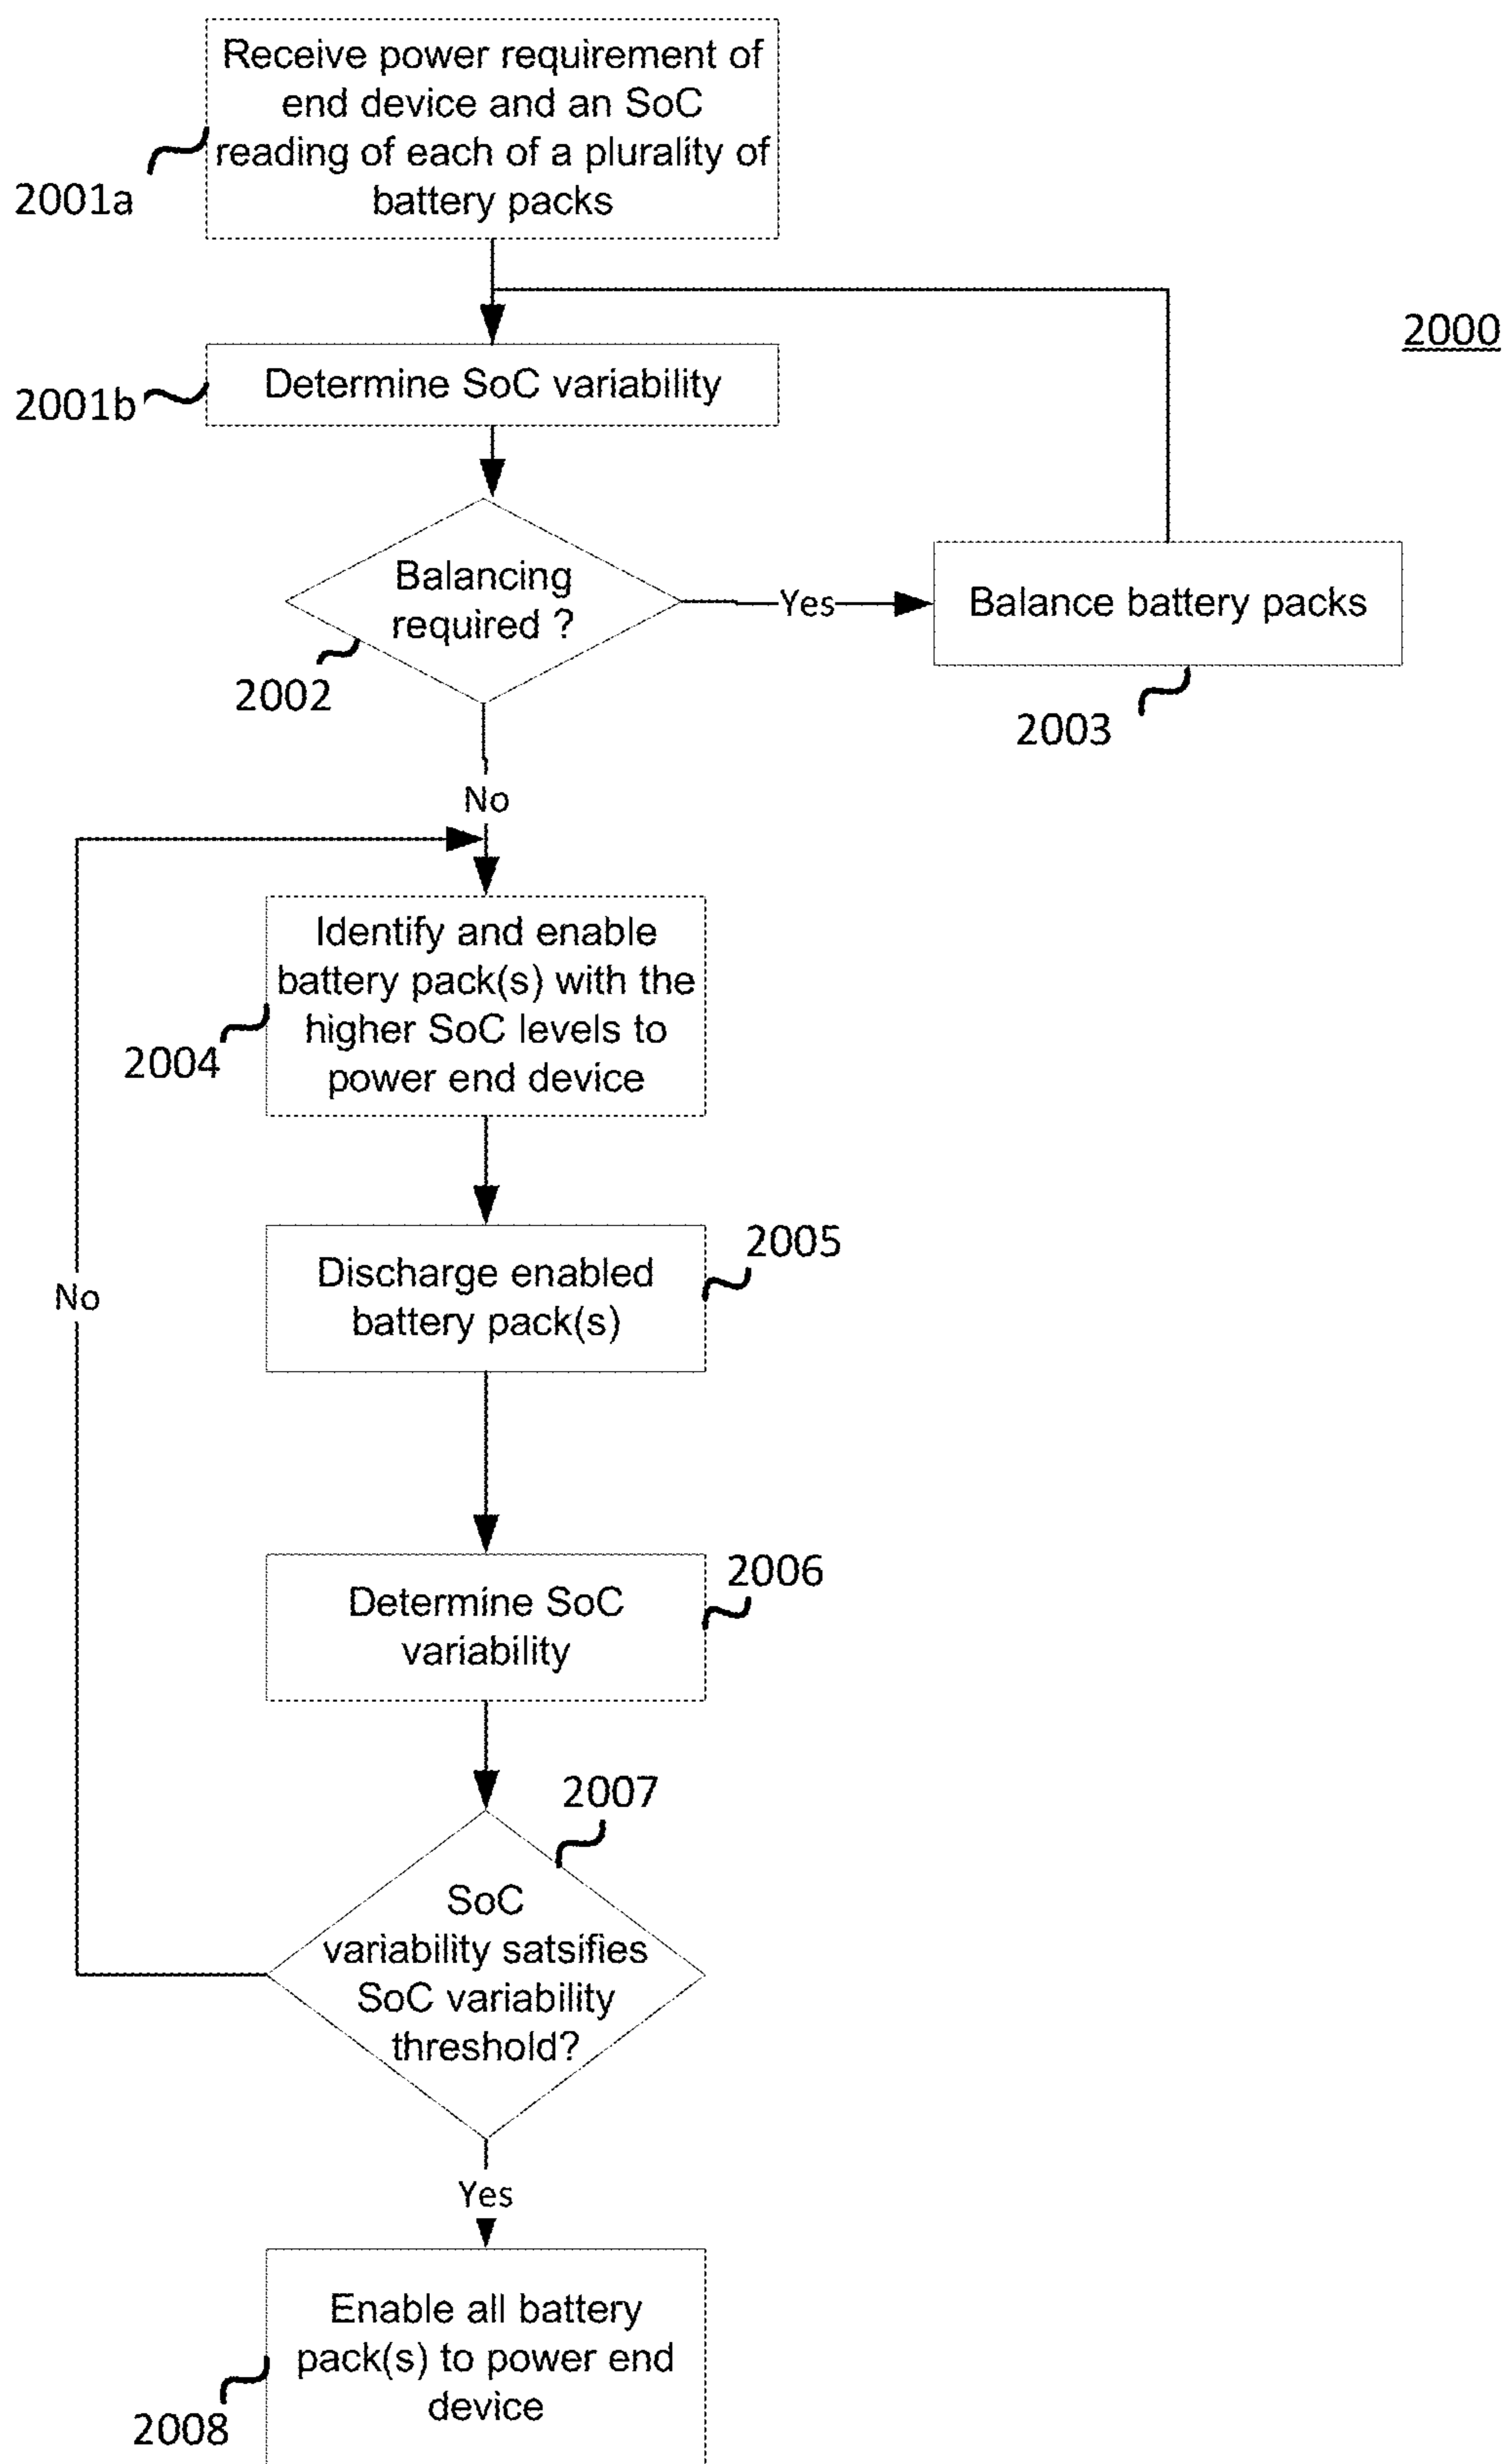 Receive power requirement of
end device and an SoC
reading of each of a plurality of
battery packs
2001a
2000
Determine SoC variability
2001b
Balancing
required ?
Yes
Balance battery packs
2002
2003
No
Identify and enable
battery pack(s) with the
higher SoC levels to
power end device
2004
2005
Discharge enabled
battery pack(s)
No
2006
Determine SoC
variability
2007
SoC
variability satsifies
SoC variability
threshold?
Yes
Enable all battery
pack(s) to power end
device
2008